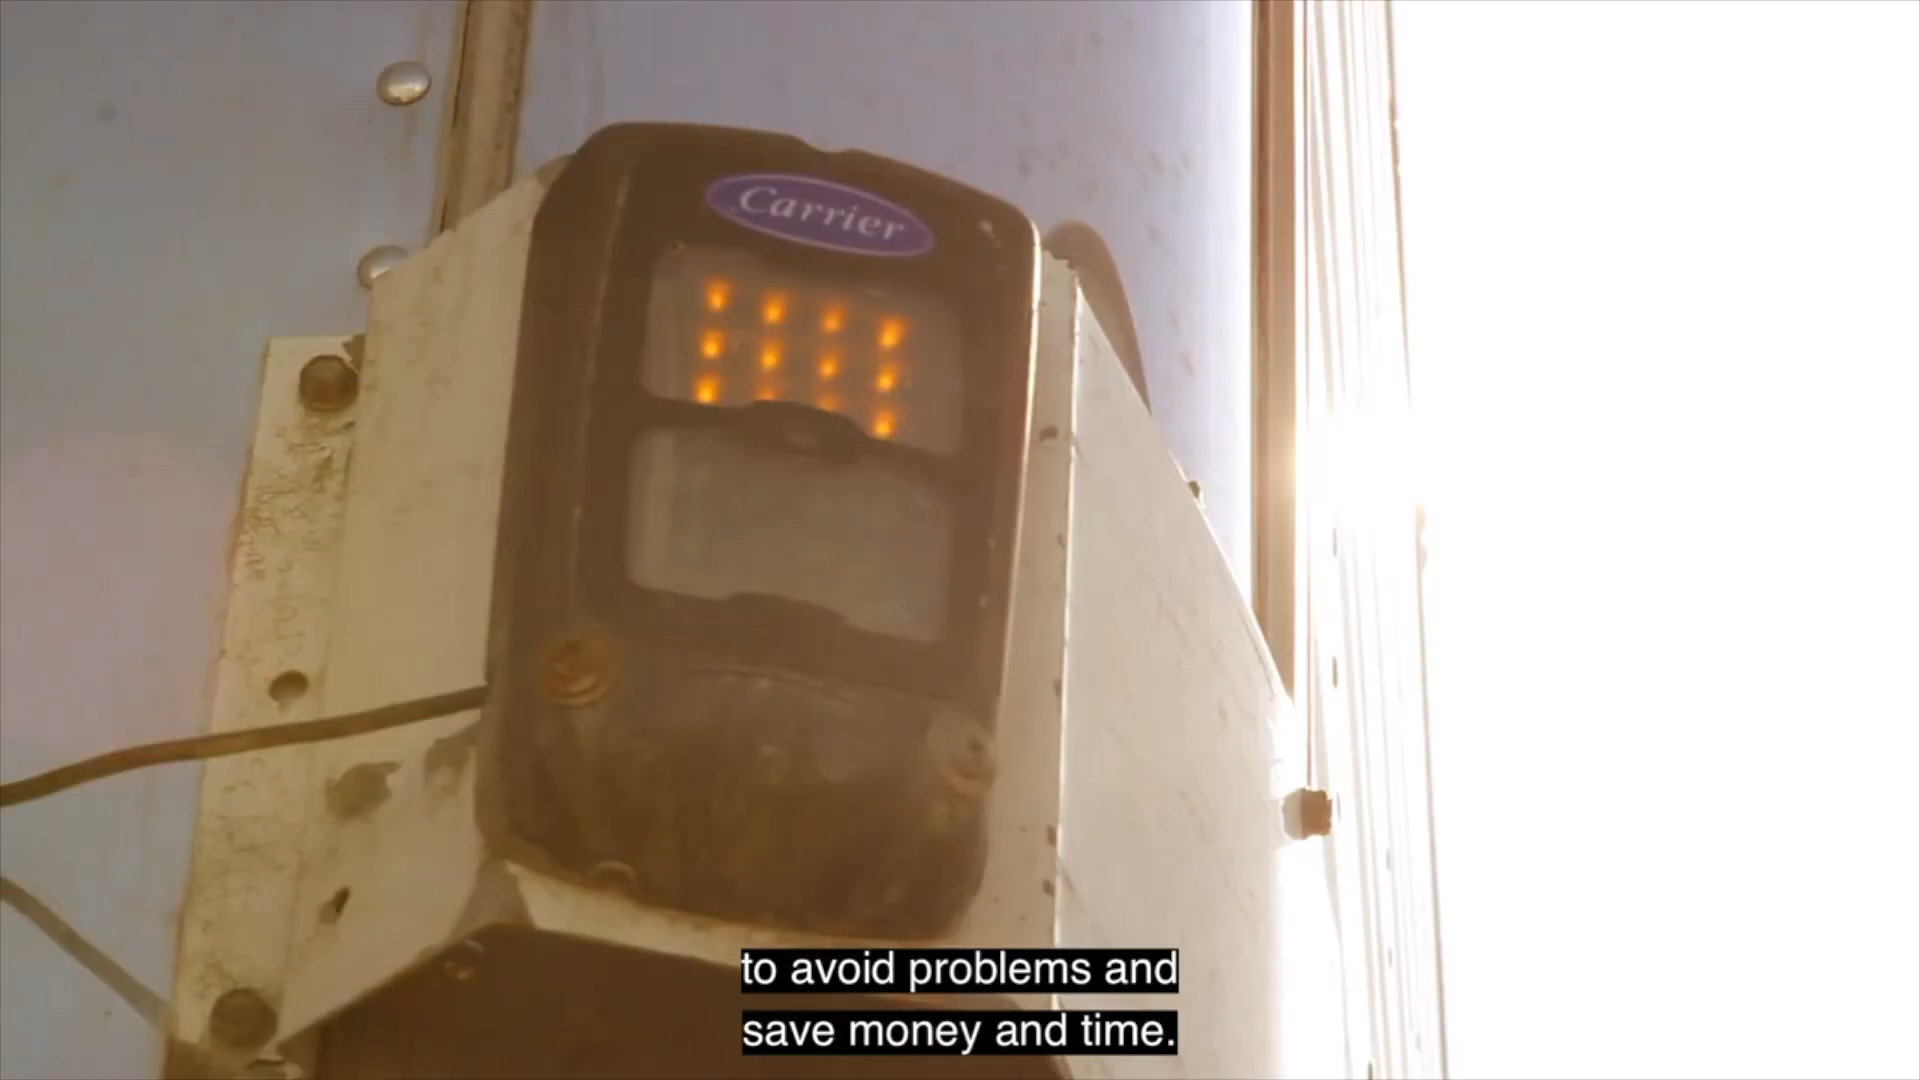 Carrier
to avoid problems and
save money and time.